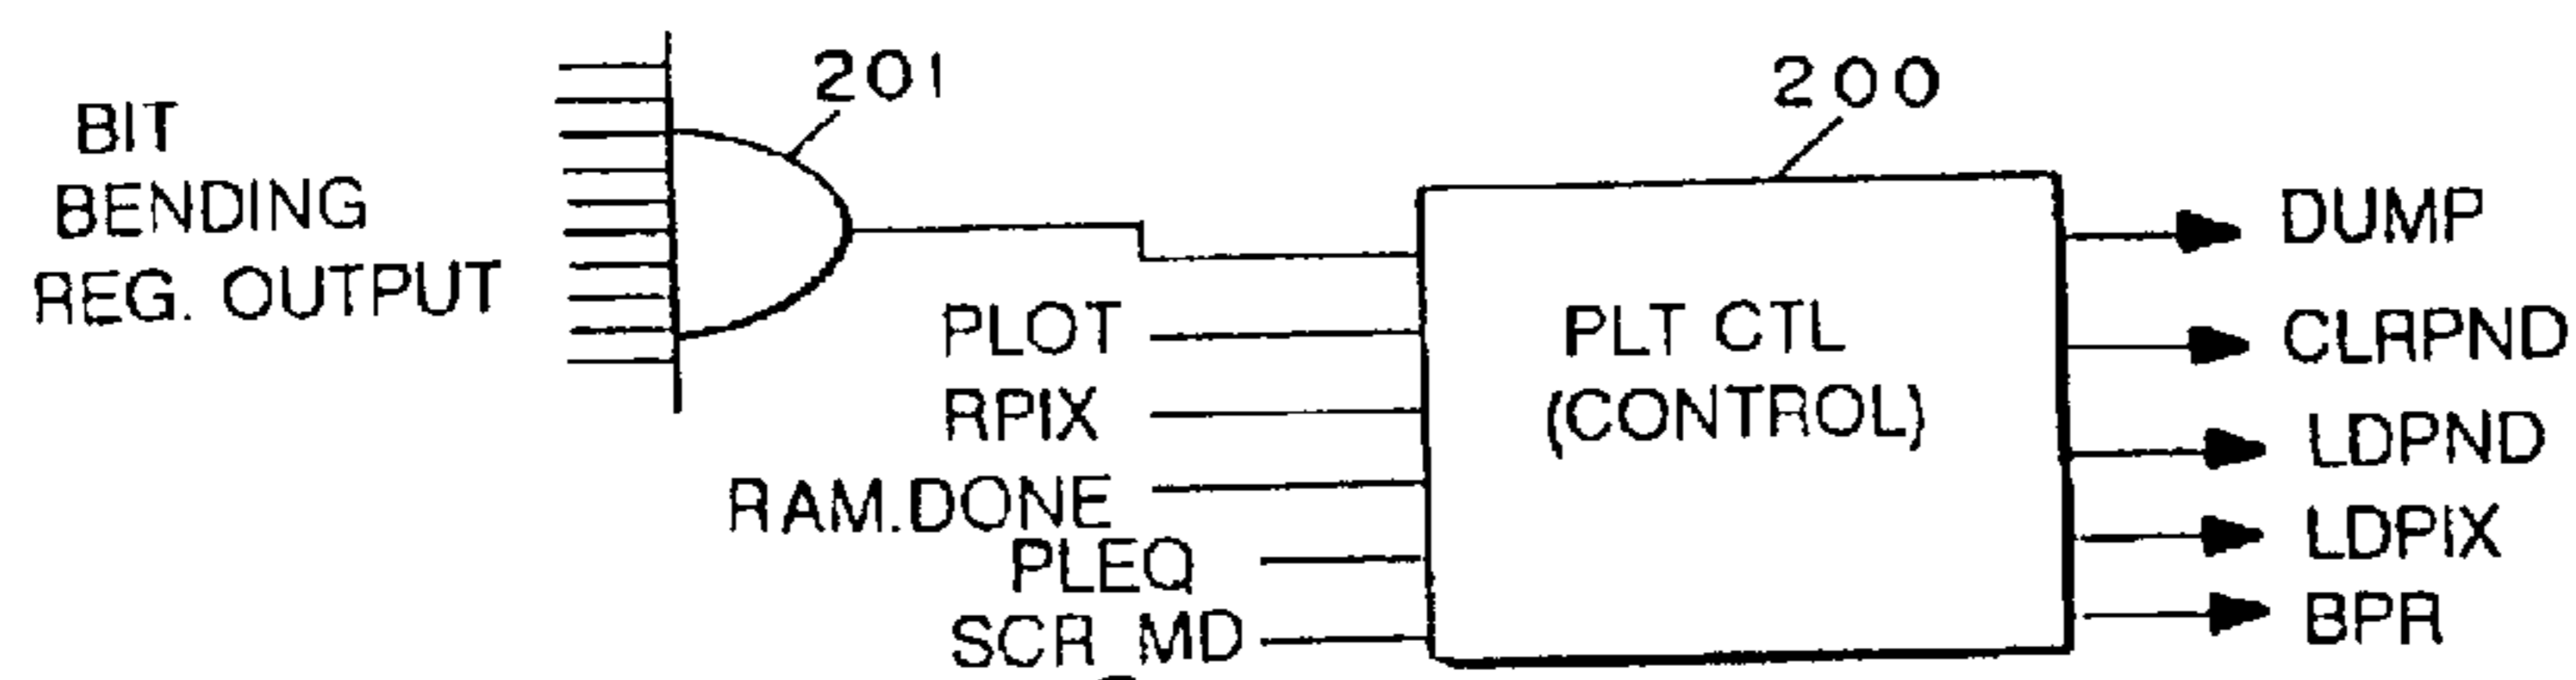 201
200
BIT
BENDING
REG. OUTPUT
PLOT
RPIX
RAM.DONE
PLEQ
SCR_MD
PLT CTL
(CONTROL)
DUMP
CLRPND
LDPND
LDPIX
BPR